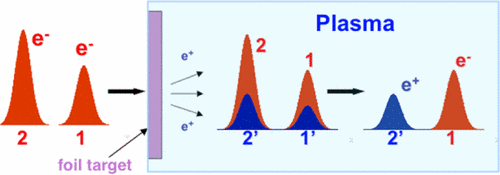 Plasma
e-
e-
2
1
foil target
e+
e+
2
1
2'
1'
e+
e-
2'
1